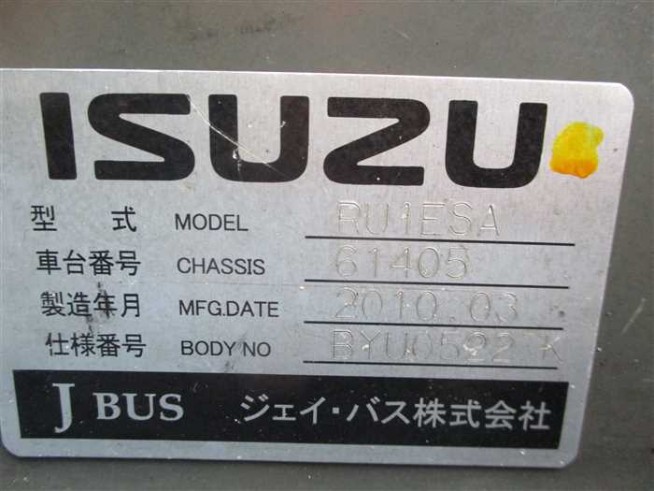 ISUZU
型 式 MODEL RU1ESA
車台番号 CHASSIS 61405
製造年月 MFG.DATE 2010.03
仕様番号 BODY NO BYU0522 K
J BUS ジェイ・バス株式会社